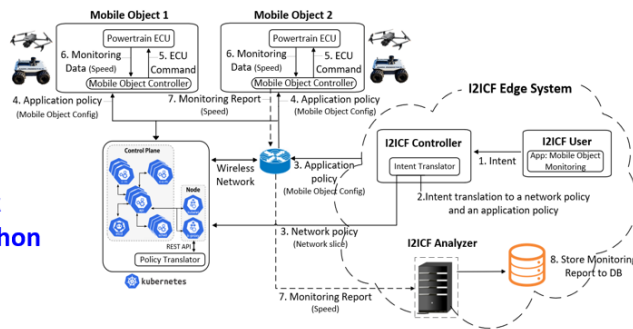 Mobile Object 1
Mobile Object 2
Powertrain ECU
Powertrain ECU
6. Monitoring
Data (Speed)
5. ECU
Command
6. Monitoring
Data (Speed)
5. ECU
Command
Mobile Object Controller
Mobile Object Controller
4. Application policy
(Mobile Object Config)
7. Monitoring Report
(Speed)
4. Application policy
(Mobile Object Config)
I2ICF Edge System
Control Plane
Node
REST API
Policy Translator
kubernetes
Wireless
Network
3. Application
policy
(Mobile Object Config)
I2ICF Controller
Intent Translator
1. Intent
I2ICF User
App: Mobile Object
Monitoring
2.Intent translation to a network policy
and an application policy
3. Network policy
(Network slice)
I2ICF Analyzer
7. Monitoring Report
(Speed)
8. Store Monitoring
Report to DB
hon